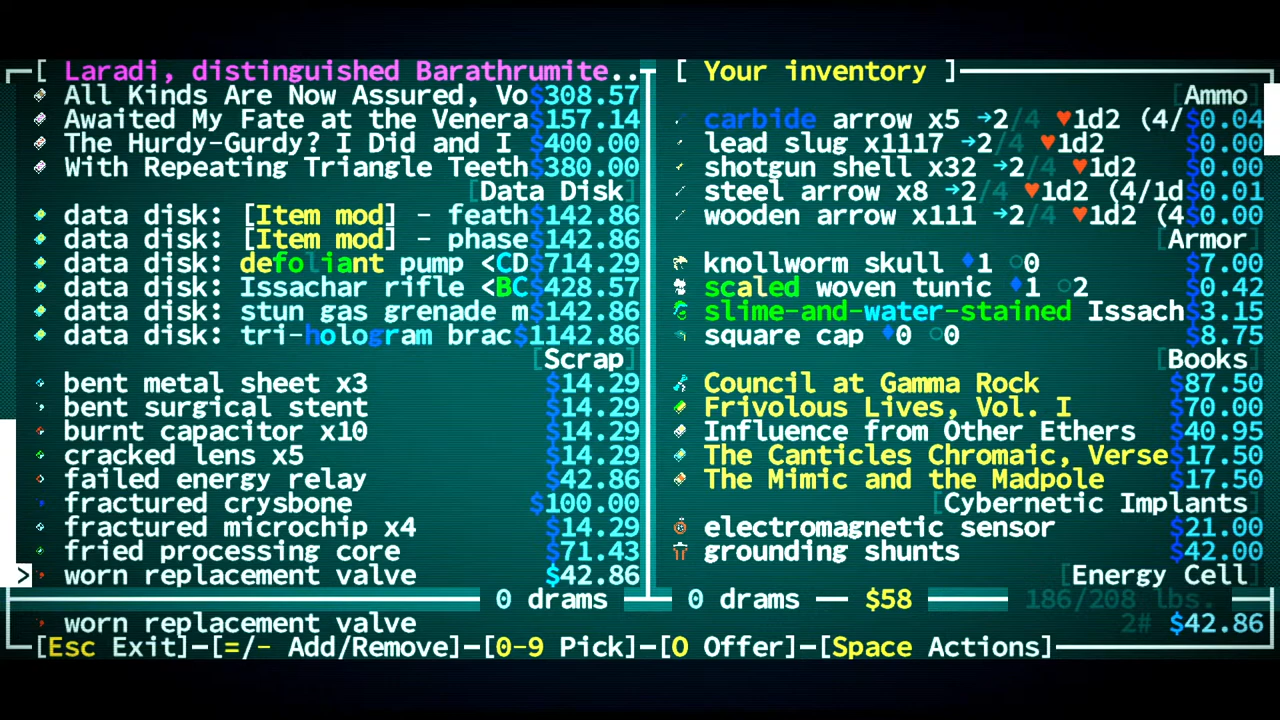 [ Laradi, distinguished Barathrumite..
All Kinds Are Now Assured, Vo $308.57
Awaited My Fate at the Venera $157.14
The Hurdy-Gurdy? I Did and I $400.00
With Repeating Triangle Teeth $380.00
[Data Disk]
data disk: [Item mod] - feath $142.86
data disk: [Item mod] - phase $142.86
data disk: defoliant pump <CD $714.29
data disk: Issachar rifle <BC $428.57
data disk: stun gas grenade m $142.86
data disk: tri-hologram brac $1142.86
[Scrap]
bent metal sheet x3 $14.29
bent surgical stent $14.29
burnt capacitor x10 $14.29
cracked lens x5 $14.29
failed energy relay $42.86
fractured crysbone $100.00
fractured microchip x4 $14.29
fried processing core $71.43
> worn replacement valve $42.86
0 drams
[ Your inventory ]
[Ammo]
carbide arrow x5 →2/4 ♥1d2 (4/ $0.04
lead slug x1117 →2/4 ♥1d2 $0.00
shotgun shell x32 →2/4 ♥1d2 $0.00
steel arrow x8 →2/4 ♥1d2 (4/1d $0.01
wooden arrow x111 →2/4 ♥1d2 (4 $0.00
[Armor]
knollworm skull ♦1 ○0 $7.00
scaled woven tunic ♦1 ○2 $0.42
slime-and-water-stained Issach $3.15
square cap ♦0 ○0 $8.75
[Books]
Council at Gamma Rock $87.50
Frivolous Lives, Vol. I $70.00
Influence from Other Ethers $40.95
The Canticles Chromaic, Verse $17.50
The Mimic and the Madpole $17.50
[Cybernetic Implants]
electromagnetic sensor $21.00
grounding shunts $42.00
[Energy Cell]
0 drams — $58 186/208 lbs.
worn replacement valve 2# $42.86
[Esc Exit]-[=/- Add/Remove]-[0-9 Pick]-[O Offer]-[Space Actions]